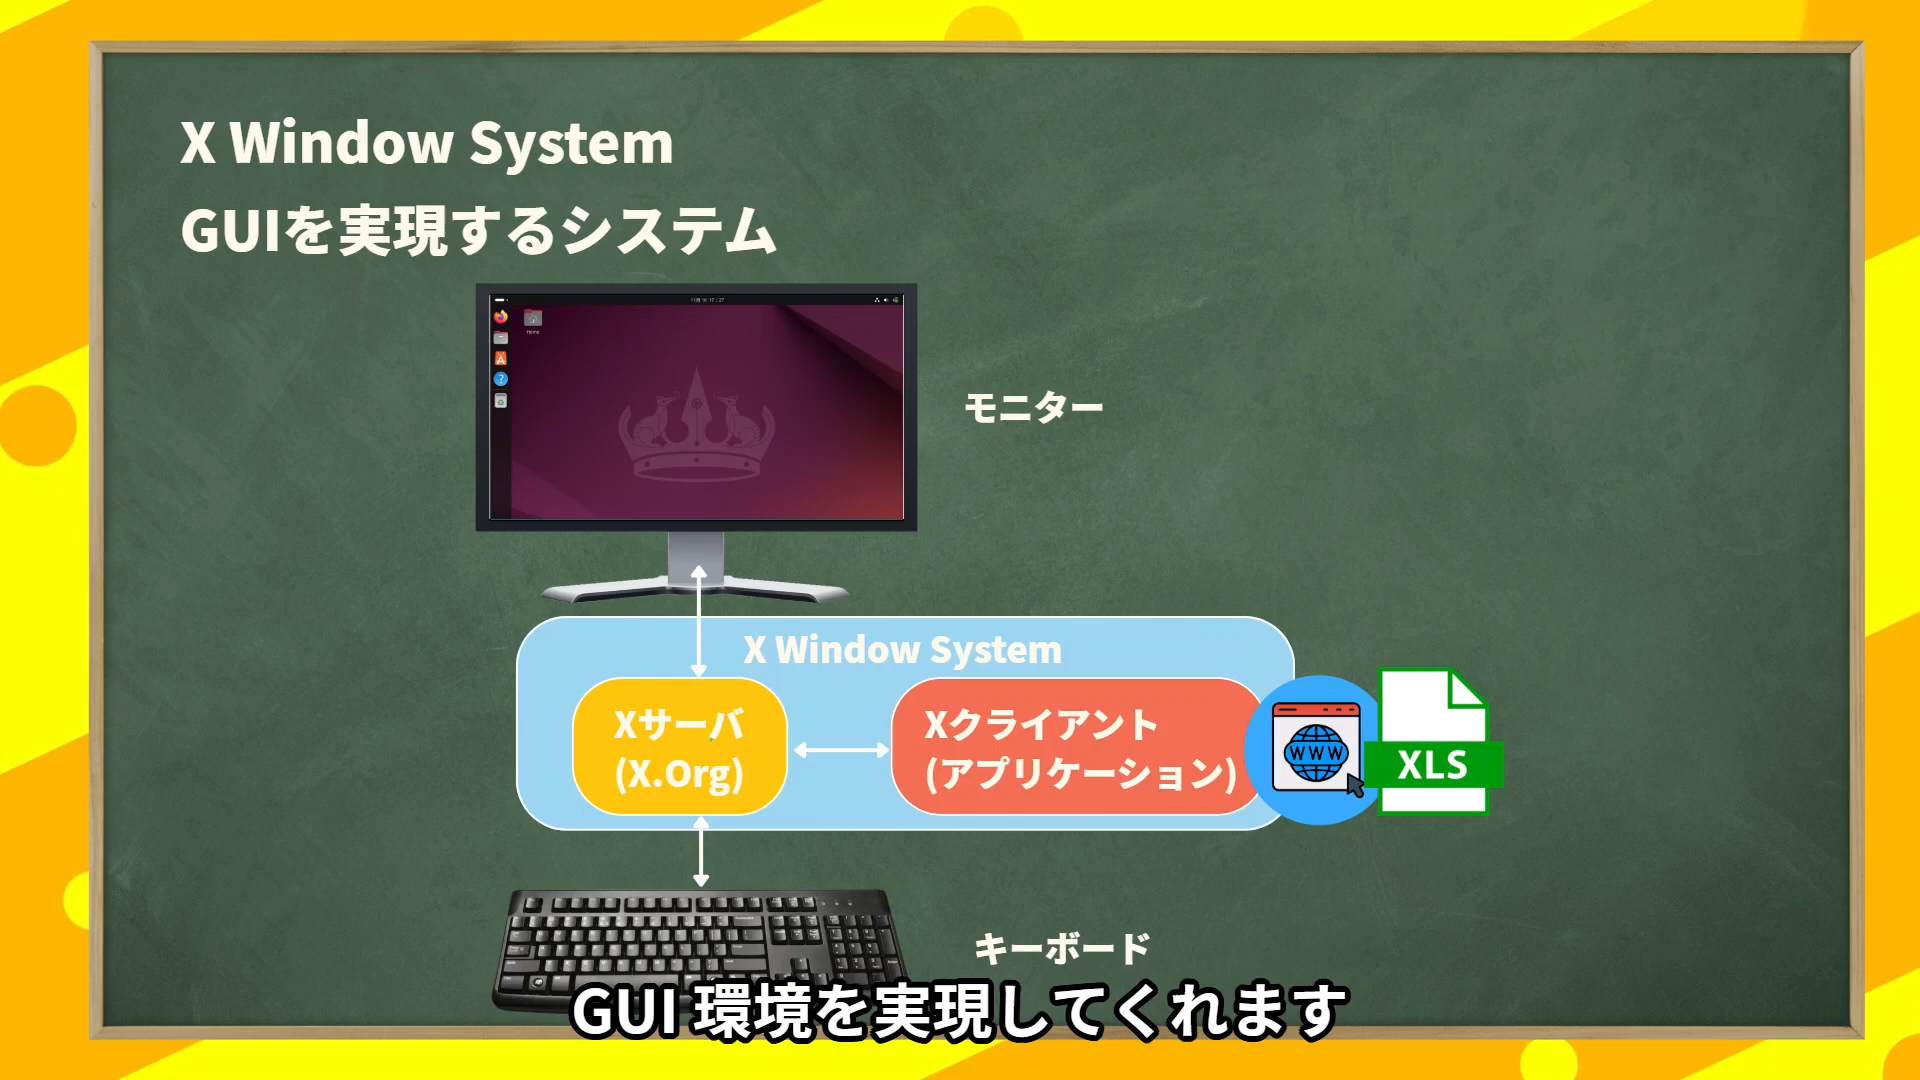 X Window System
GUIを実現するシステム
Home
モニター
X Window System
Xサーバ
(X.Org)
Xクライアント
(アプリケーション)
WWW
XLS
キーボード
GUI 環境を実現してくれます